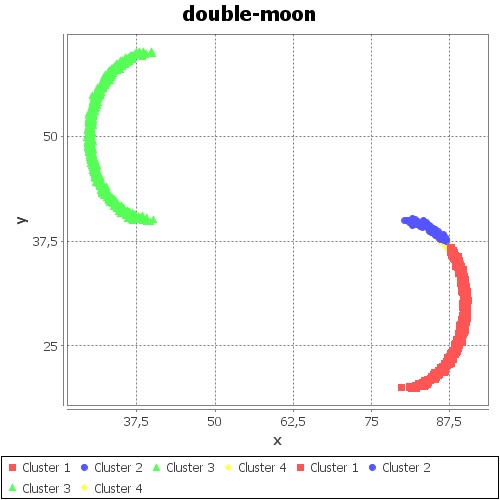 double-moon
y
50
37,5
25
37,5 50 62,5 75 87,5
x
Cluster 1 Cluster 2 Cluster 3 Cluster 4 Cluster 1 Cluster 2
Cluster 3 Cluster 4